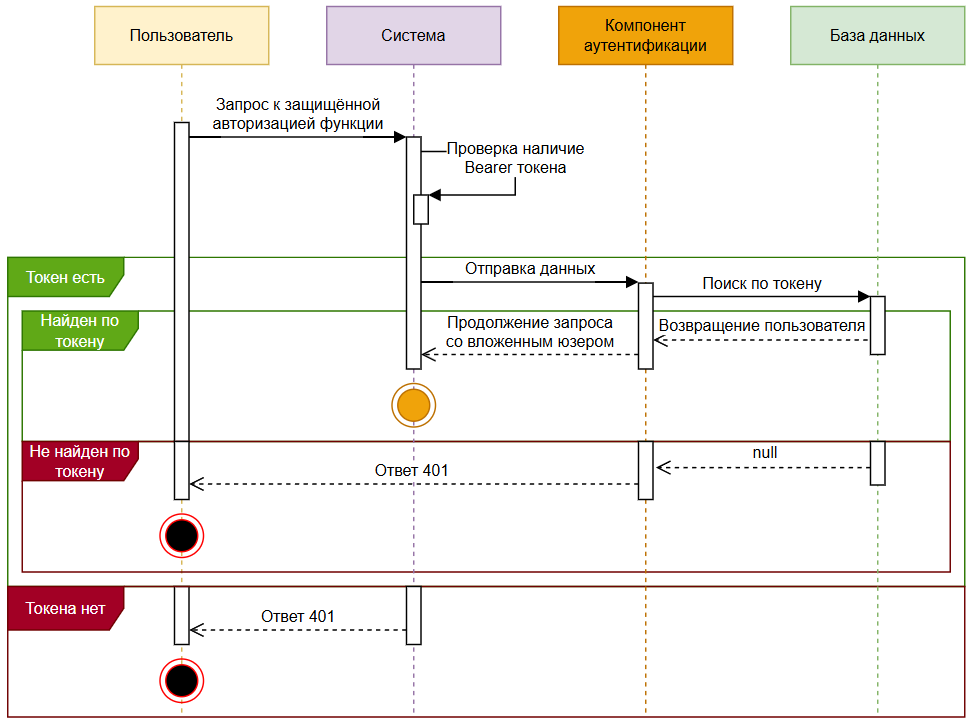 Пользователь
Система
Компонент
аутентификации
База данных
Запрос к защищённой
авторизацией функции
Проверка наличие
Bearer токена
Токен есть
Отправка данных
Поиск по токену
Найден по
токену
Продолжение запроса
со вложенным юзером
Возвращение пользователя
Не найден по
токену
null
Ответ 401
Токена нет
Ответ 401